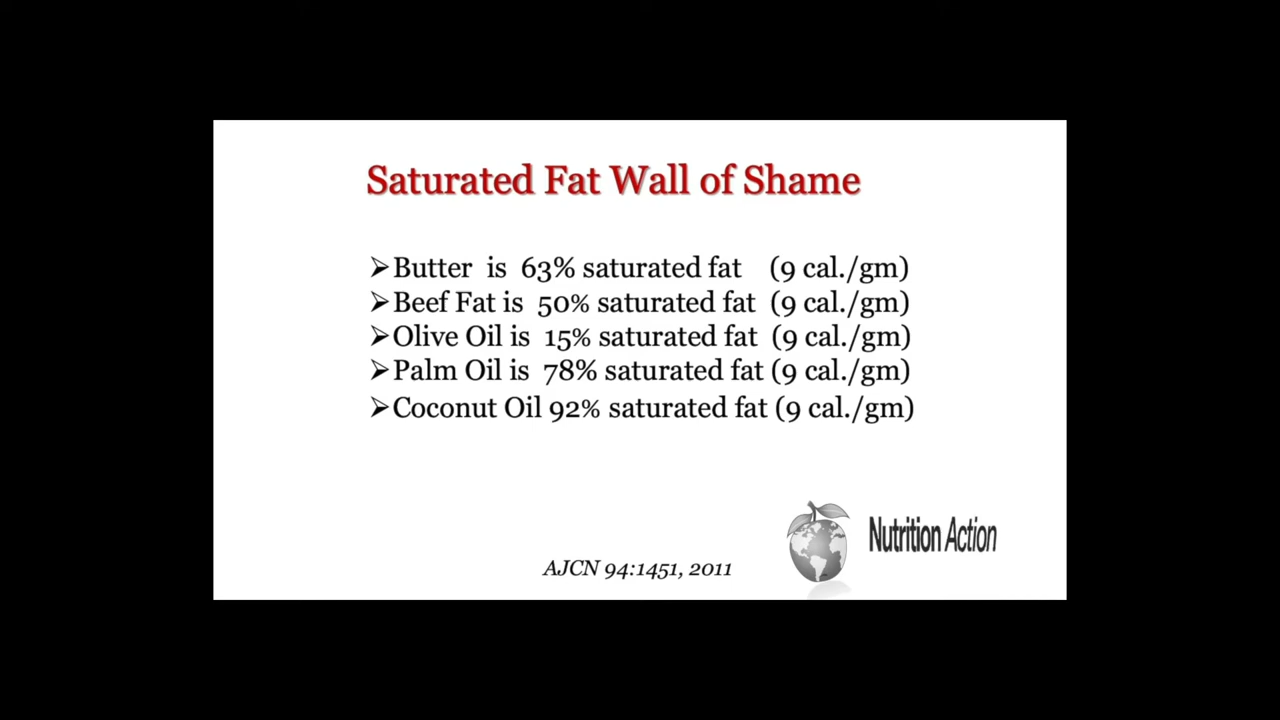 Saturated Fat Wall of Shame
➢Butter is 63% saturated fat (9 cal./gm)
➢Beef Fat is 50% saturated fat (9 cal./gm)
➢Olive Oil is 15% saturated fat (9 cal./gm)
➢Palm Oil is 78% saturated fat (9 cal./gm)
➢Coconut Oil 92% saturated fat (9 cal./gm)
Nutrition Action
AJCN 94:1451, 2011